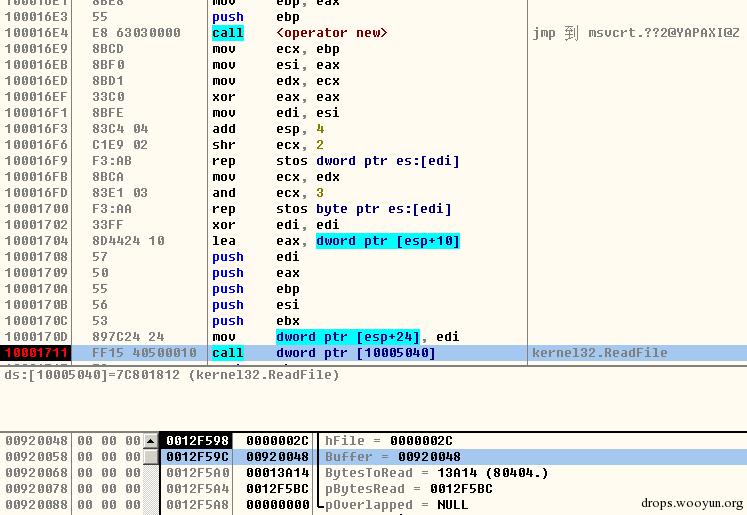 100016E1 8BE8 mov ebp, eax
100016E3 55 push ebp
100016E4 E8 63030000 call <operator new> jmp 到 msvcrt.??2@YAPAXI@Z
100016E9 8BCD mov ecx, ebp
100016EB 8BF0 mov esi, eax
100016ED 8BD1 mov edx, ecx
100016EF 33C0 xor eax, eax
100016F1 8BFE mov edi, esi
100016F3 83C4 04 add esp, 4
100016F6 C1E9 02 shr ecx, 2
100016F9 F3:AB rep stos dword ptr es:[edi]
100016FB 8BCA mov ecx, edx
100016FD 83E1 03 and ecx, 3
10001700 F3:AA rep stos byte ptr es:[edi]
10001702 33FF xor edi, edi
10001704 8D4424 10 lea eax, dword ptr [esp+10]
10001708 57 push edi
10001709 50 push eax
1000170A 55 push ebp
1000170B 56 push esi
1000170C 53 push ebx
1000170D 897C24 24 mov dword ptr [esp+24], edi
10001711 FF15 40500010 call dword ptr [10005040] kernel32.ReadFile
ds:[10005040]=7C801812 (kernel32.ReadFile)
00920048 00 00 00 0012F598 0000002C hFile = 0000002C
00920058 00 00 00 0012F59C 00920048 Buffer = 00920048
00920068 00 00 00 0012F5A0 00013A14 BytesToRead = 13A14 (80404.)
00920078 00 00 00 0012F5A4 0012F5BC pBytesRead = 0012F5BC
00920088 00 00 00 0012F5A8 00000000 pOverlapped = NULL
drops.wooyun.org